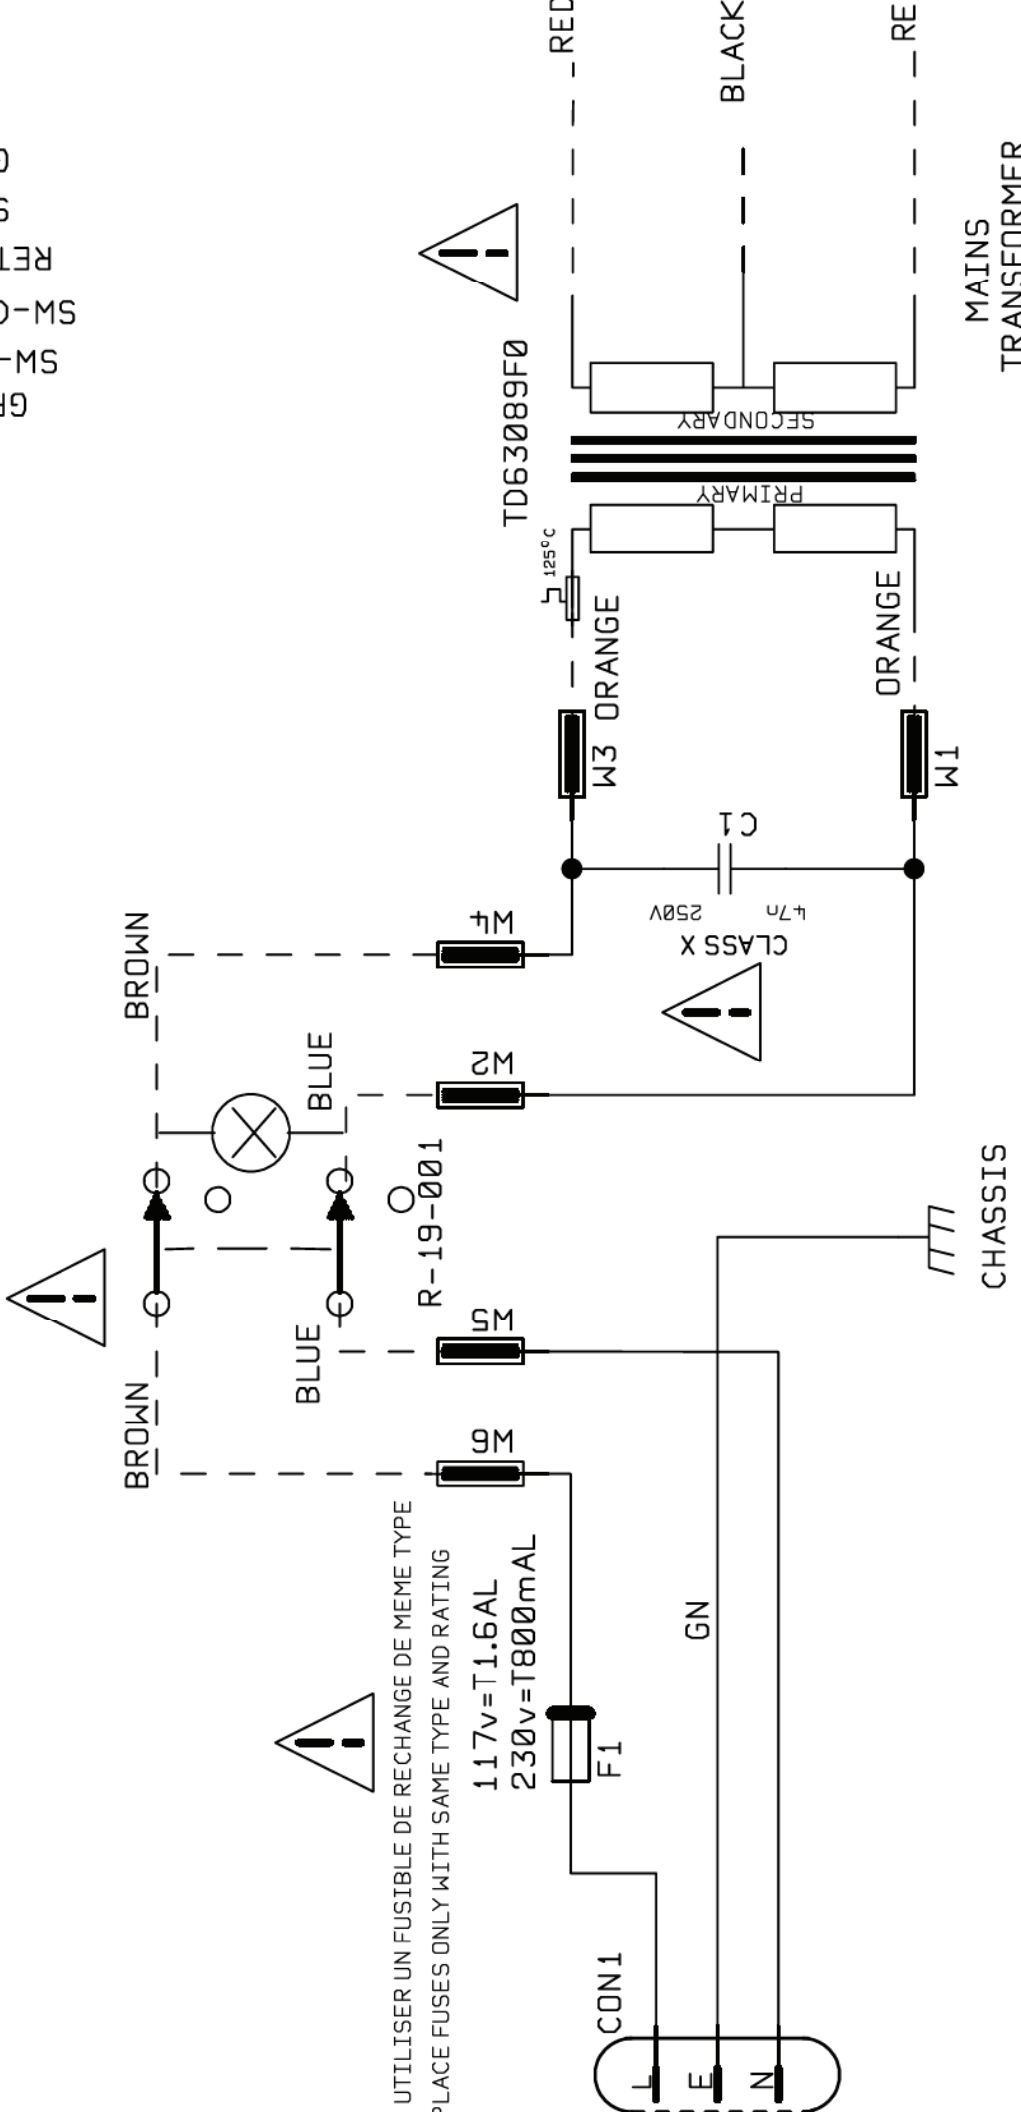 RED
BLACK
RE
MAINS
TRANSFORMER
RET
SW-
TD63089F0
SECONDARY
PRIMARY
125°C
ORANGE
ORANGE
W3
W1
C1
47n
250V
CLASS X
W4
BROWN
W2
BLUE
R-19-001
CHASSIS
W5
BLUE
BROWN
W6
UTILISER UN FUSIBLE DE RECHANGE DE MEME TYPE
PLACE FUSES ONLY WITH SAME TYPE AND RATING
117v=T1.6AL
230v=T800mAL
F1
GN
CON1
L
E
N